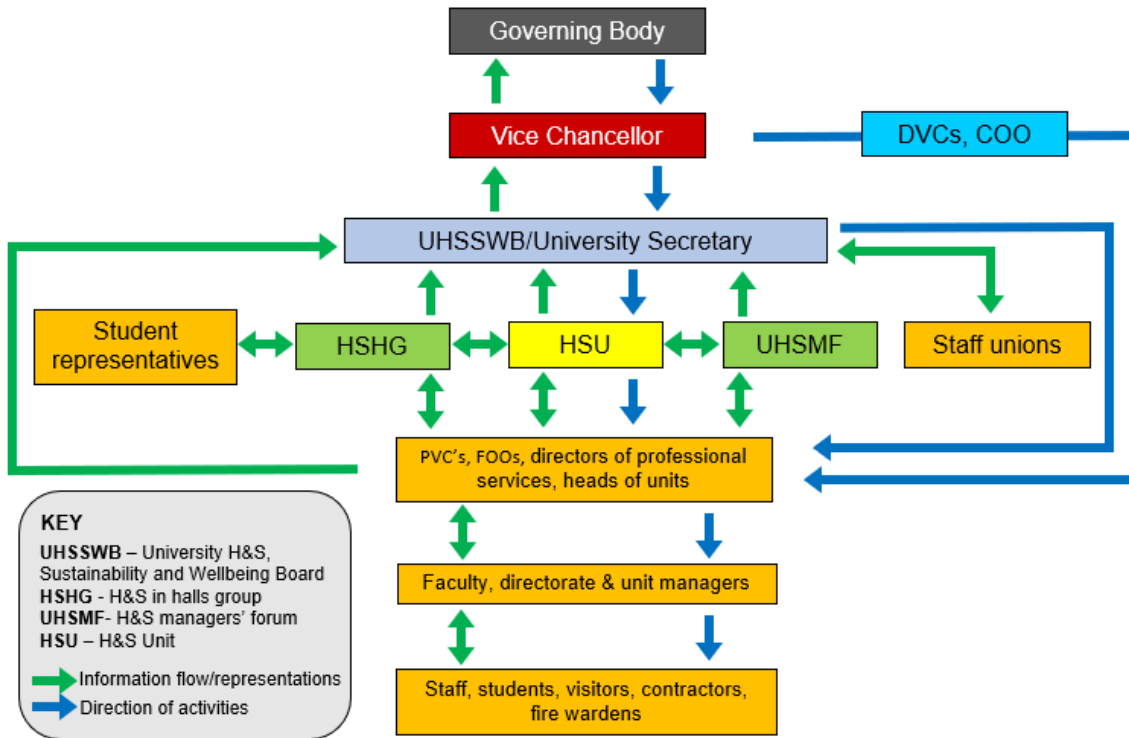 Governing Body
Vice Chancellor
DVCs, COO
UHSSWB/University Secretary
Student
representatives
HSHG
HSU
UHSMF
Staff unions
PVC's, FOOs, directors of professional
services, heads of units
KEY
UHSSWB – University H&S,
Sustainability and Wellbeing Board
HSHG - H&S in halls group
UHSMF- H&S managers' forum
HSU – H&S Unit
Information flow/representations
Direction of activities
Faculty, directorate & unit managers
Staff, students, visitors, contractors,
fire wardens